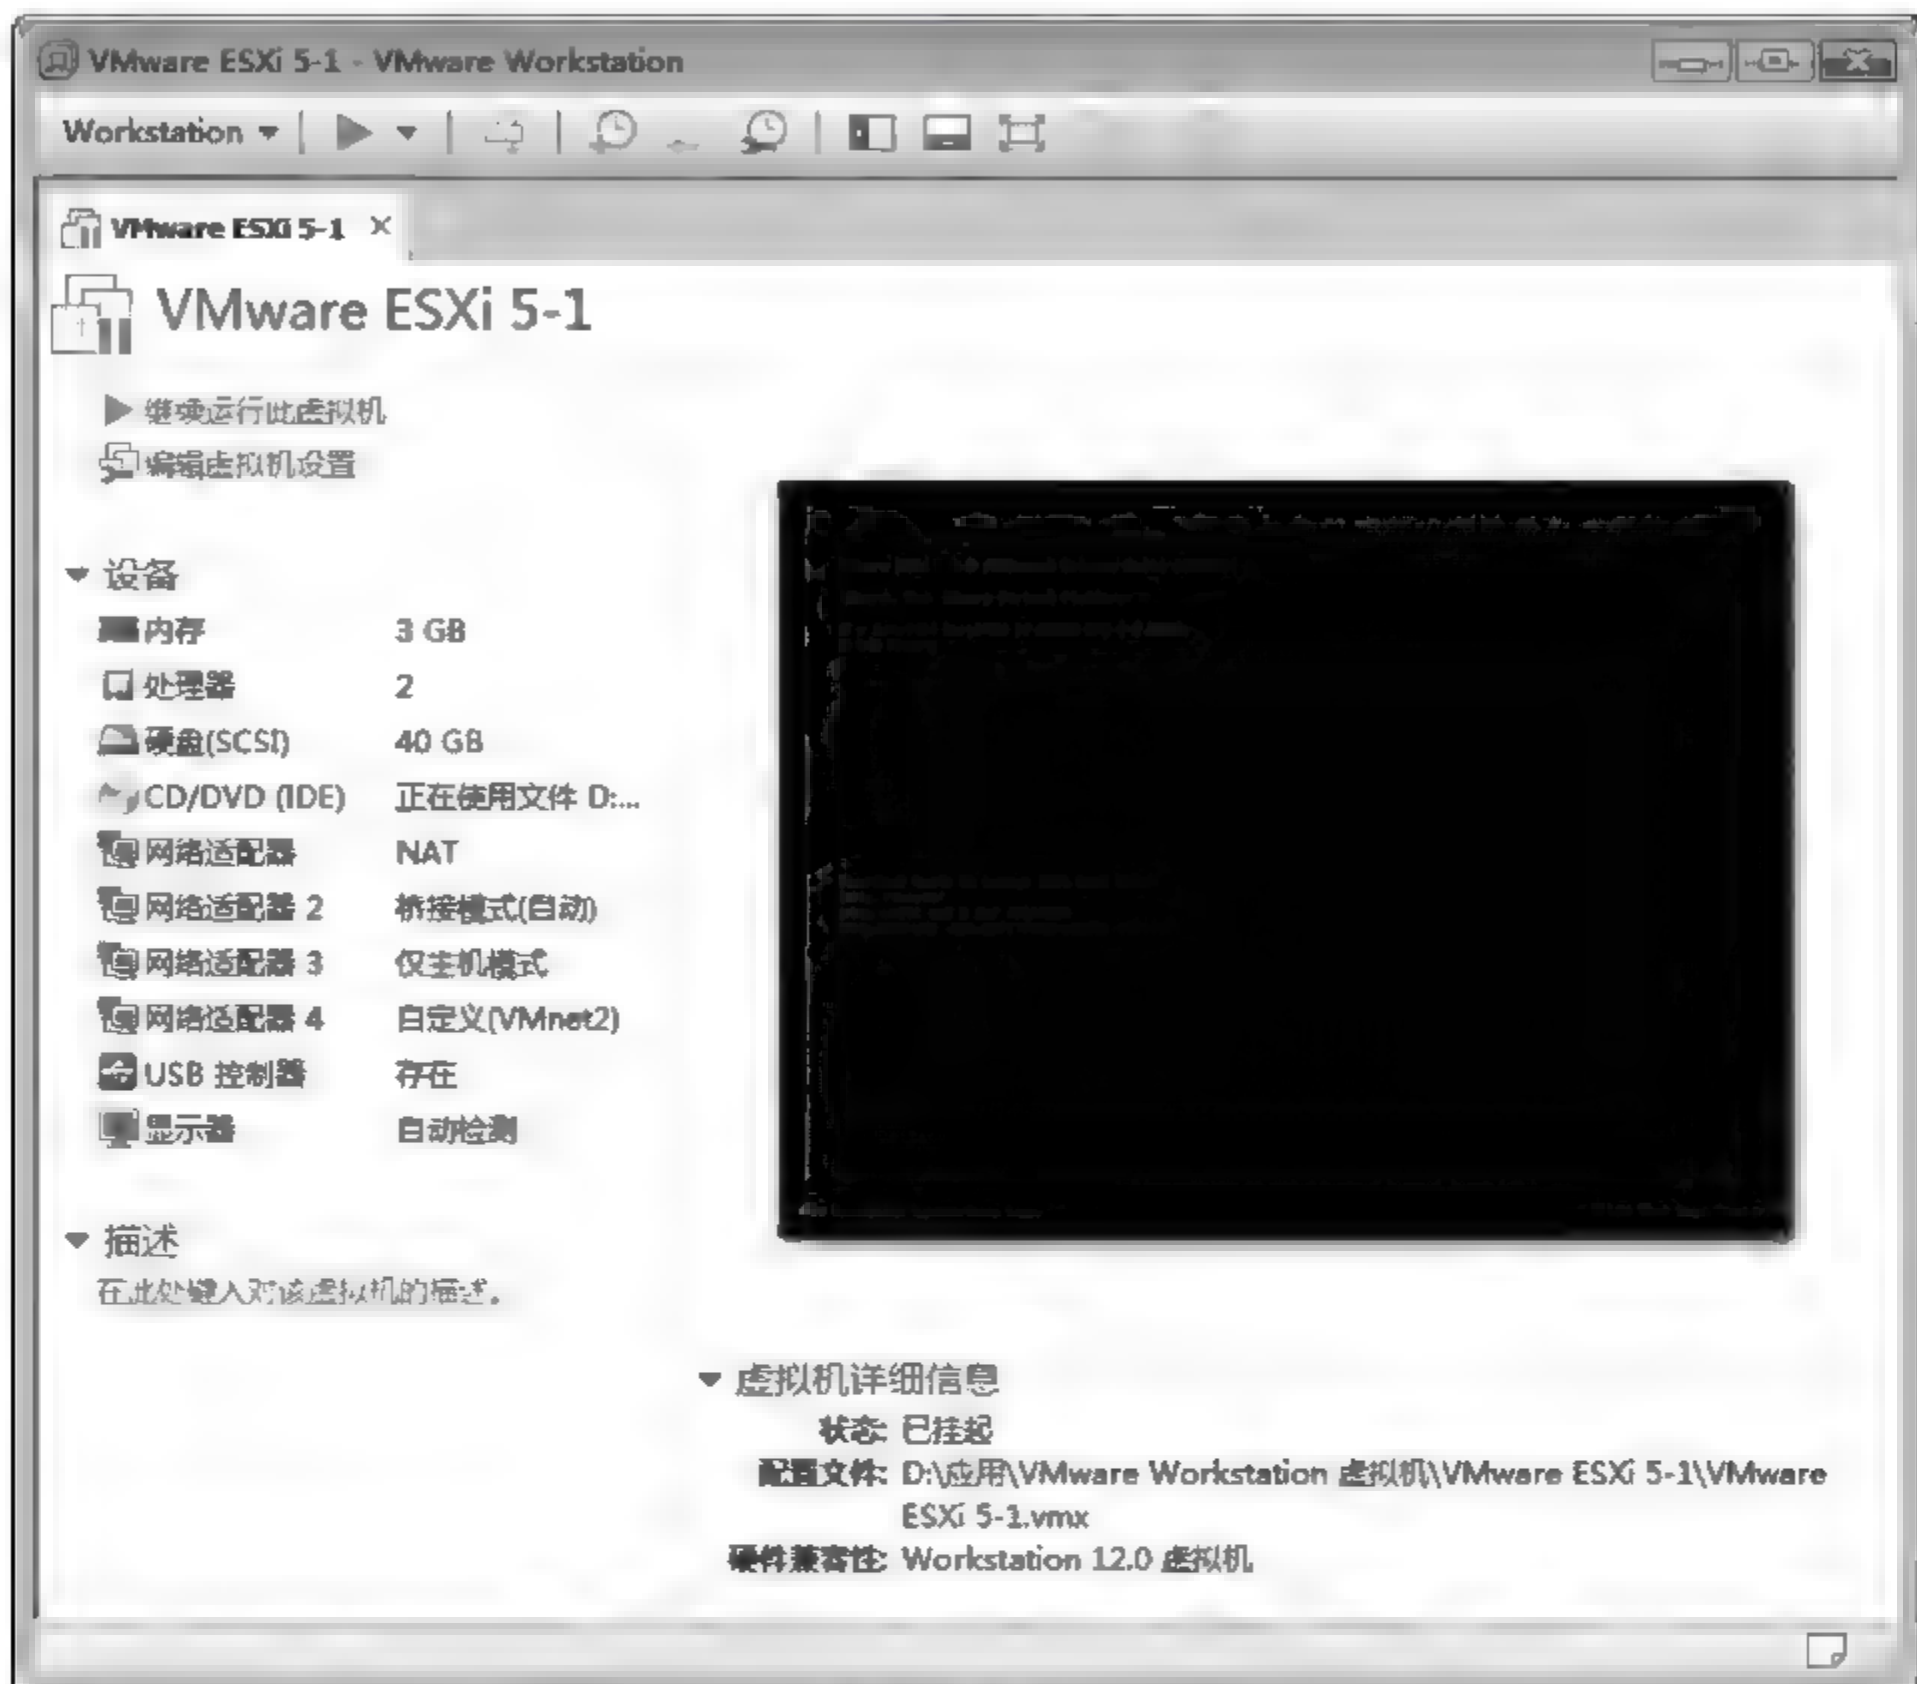 VMware ESXi 5-1 - VMware Workstation
Workstation
VMware ESXi 5-1 ×
VMware ESXi 5-1
继续运行此虚拟机
编辑虚拟机设置
设备
内存 3 GB
处理器 2
硬盘(SCSI) 40 GB
CD/DVD (IDE) 正在使用文件 D:...
网络适配器 NAT
网络适配器 2 桥接模式(自动)
网络适配器 3 仅主机模式
网络适配器 4 自定义(VMnet2)
USB 控制器 存在
显示器 自动检测
描述
在此处键入对该虚拟机的描述。
虚拟机详细信息
状态: 已挂起
配置文件: D:\应用\VMware Workstation 虚拟机\VMware ESXi 5-1\VMware
ESXi 5-1.vmx
硬件兼容性: Workstation 12.0 虚拟机